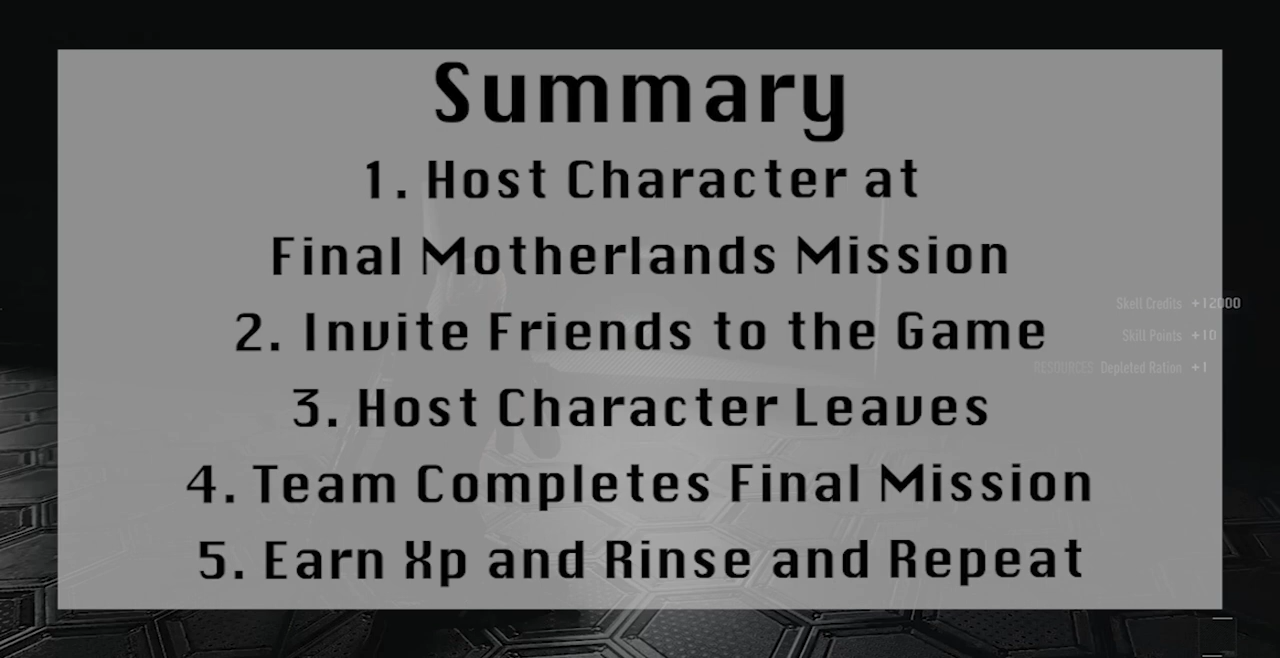 Summary
1. Host Character at
Final Motherlands Mission
2. Invite Friends to the Game
Skell Credits +12000
Skill Points +10
RESOURCES Depleted Ration +1
3. Host Character Leaves
4. Team Completes Final Mission
5. Earn Xp and Rinse and Repeat